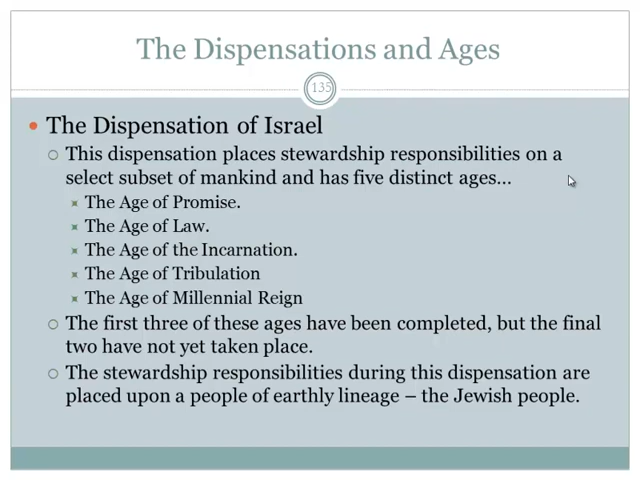 The Dispensations and Ages
135
The Dispensation of Israel
This dispensation places stewardship responsibilities on a
select subset of mankind and has five distinct ages…
The Age of Promise.
The Age of Law.
The Age of the Incarnation.
The Age of Tribulation
The Age of Millennial Reign
The first three of these ages have been completed, but the final
two have not yet taken place.
The stewardship responsibilities during this dispensation are
placed upon a people of earthly lineage – the Jewish people.